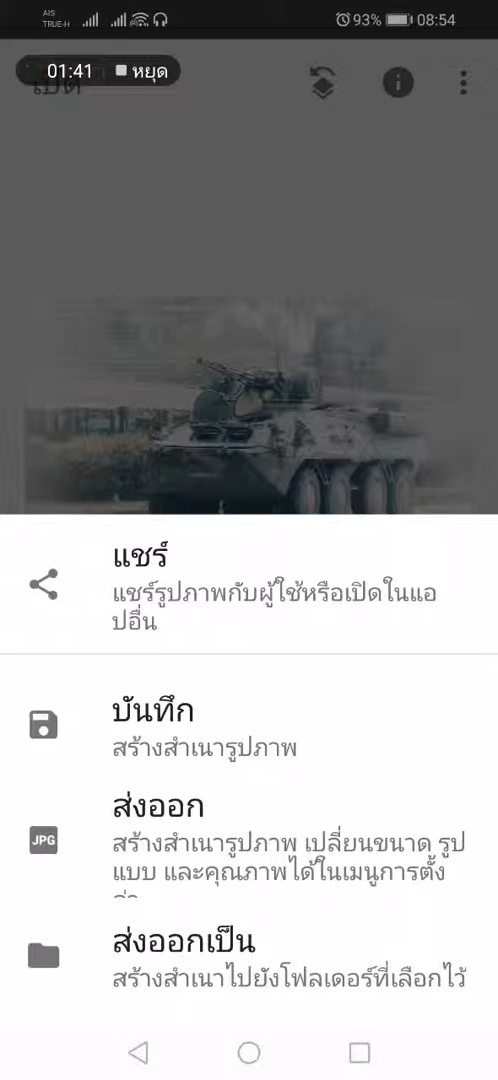 AIS
TRUE-H
93%
08:54
01:41
หยุด
เปิด
แชร์
แชร์รูปภาพกับผู้ใช้หรือเปิดในแอ
ปอื่น
บันทึก
สร้างสำเนารูปภาพ
JPG
ส่งออก
สร้างสำเนารูปภาพ เปลี่ยนขนาด รูป
แบบ และคุณภาพได้ในเมนูการตั้ง
ส่งออกเป็น
สร้างสำเนาไปยังโฟลเดอร์ที่เลือกไว้